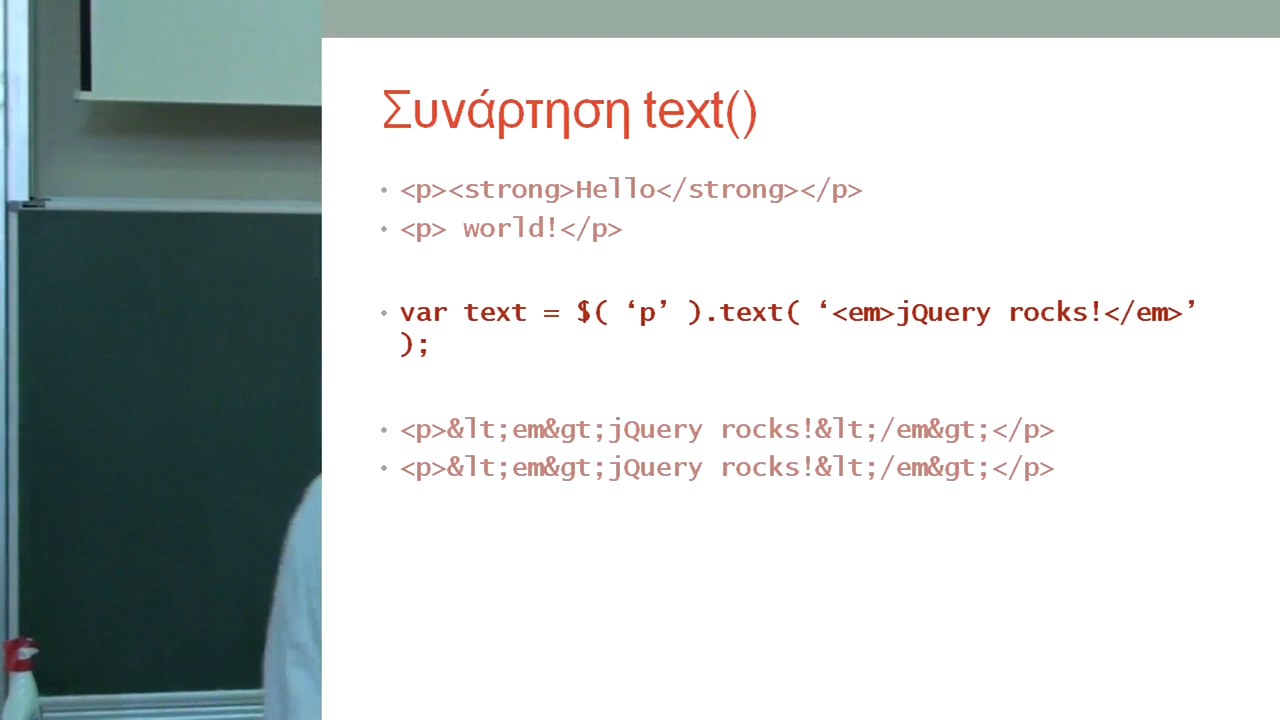 Συνάρτηση text()
• <p><strong>Hello</strong></p>
• <p> world!</p>
• var text = $( ‘p’ ).text( ‘<em>jQuery rocks!</em>’
);
• <p>&lt;em&gt;jQuery rocks!&lt;/em&gt;</p>
• <p>&lt;em&gt;jQuery rocks!&lt;/em&gt;</p>